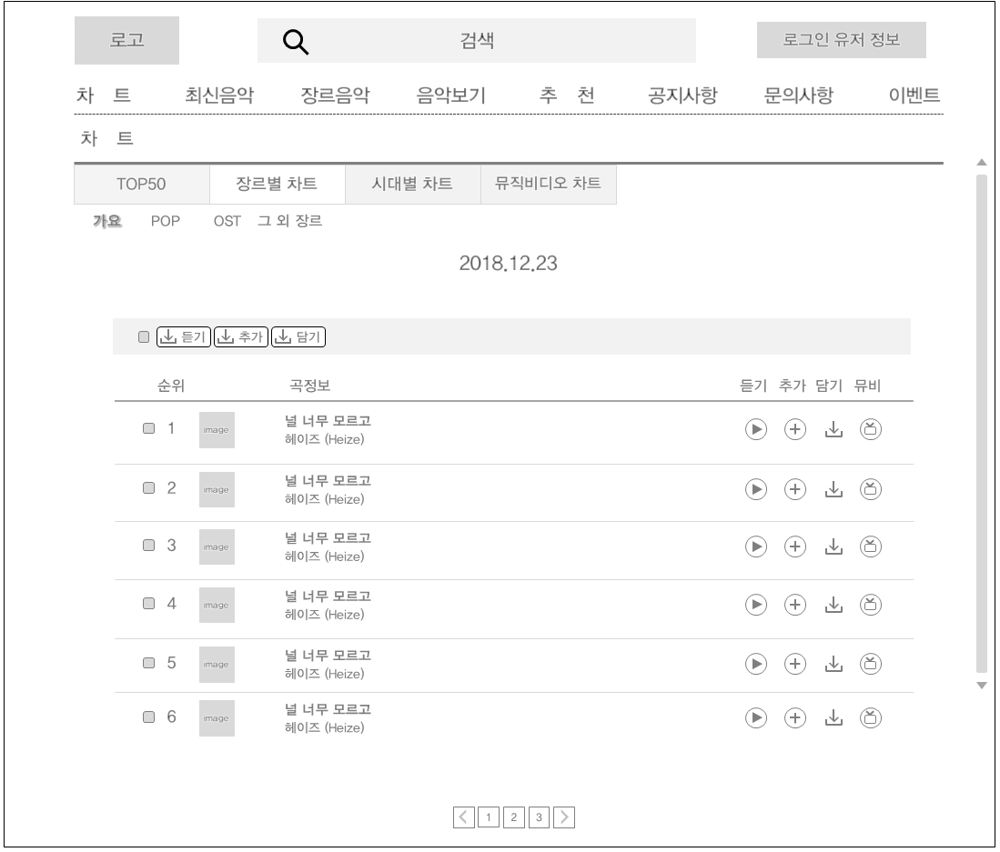 로고 검색 로그인 유저 정보
차 트 최신음악 장르음악 음악보기 추 천 공지사항 문의사항 이벤트
차 트
TOP50 장르별 차트 시대별 차트 뮤직비디오 차트
가요 POP OST 그 외 장르
2018.12.23
듣기 추가 담기
순위 곡정보 듣기 추가 담기 뮤비
1 image 널 너무 모르고
헤이즈 (Heize)
2 image 널 너무 모르고
헤이즈 (Heize)
3 image 널 너무 모르고
헤이즈 (Heize)
4 image 널 너무 모르고
헤이즈 (Heize)
5 image 널 너무 모르고
헤이즈 (Heize)
6 image 널 너무 모르고
헤이즈 (Heize)
1 2 3